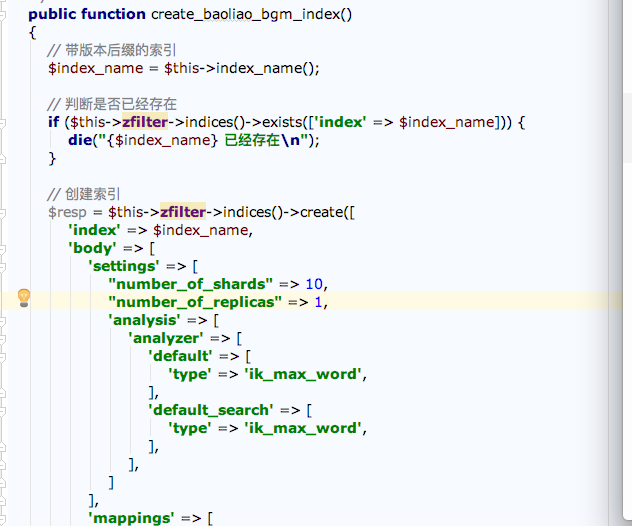 public function create_baoliao_bgm_index()
{
// 带版本后缀的索引
$index_name = $this->index_name();
// 判断是否已经存在
if ($this->zfilter->indices()->exists(['index' => $index_name])) {
die("{$index_name} 已经存在\n");
}
// 创建索引
$resp = $this->zfilter->indices()->create([
'index' => $index_name,
'body' => [
'settings' => [
"number_of_shards" => 10,
"number_of_replicas" => 1,
'analysis' => [
'analyzer' => [
'default' => [
'type' => 'ik_max_word',
],
'default_search' => [
'type' => 'ik_max_word',
],
],
]
],
'mappings' => [